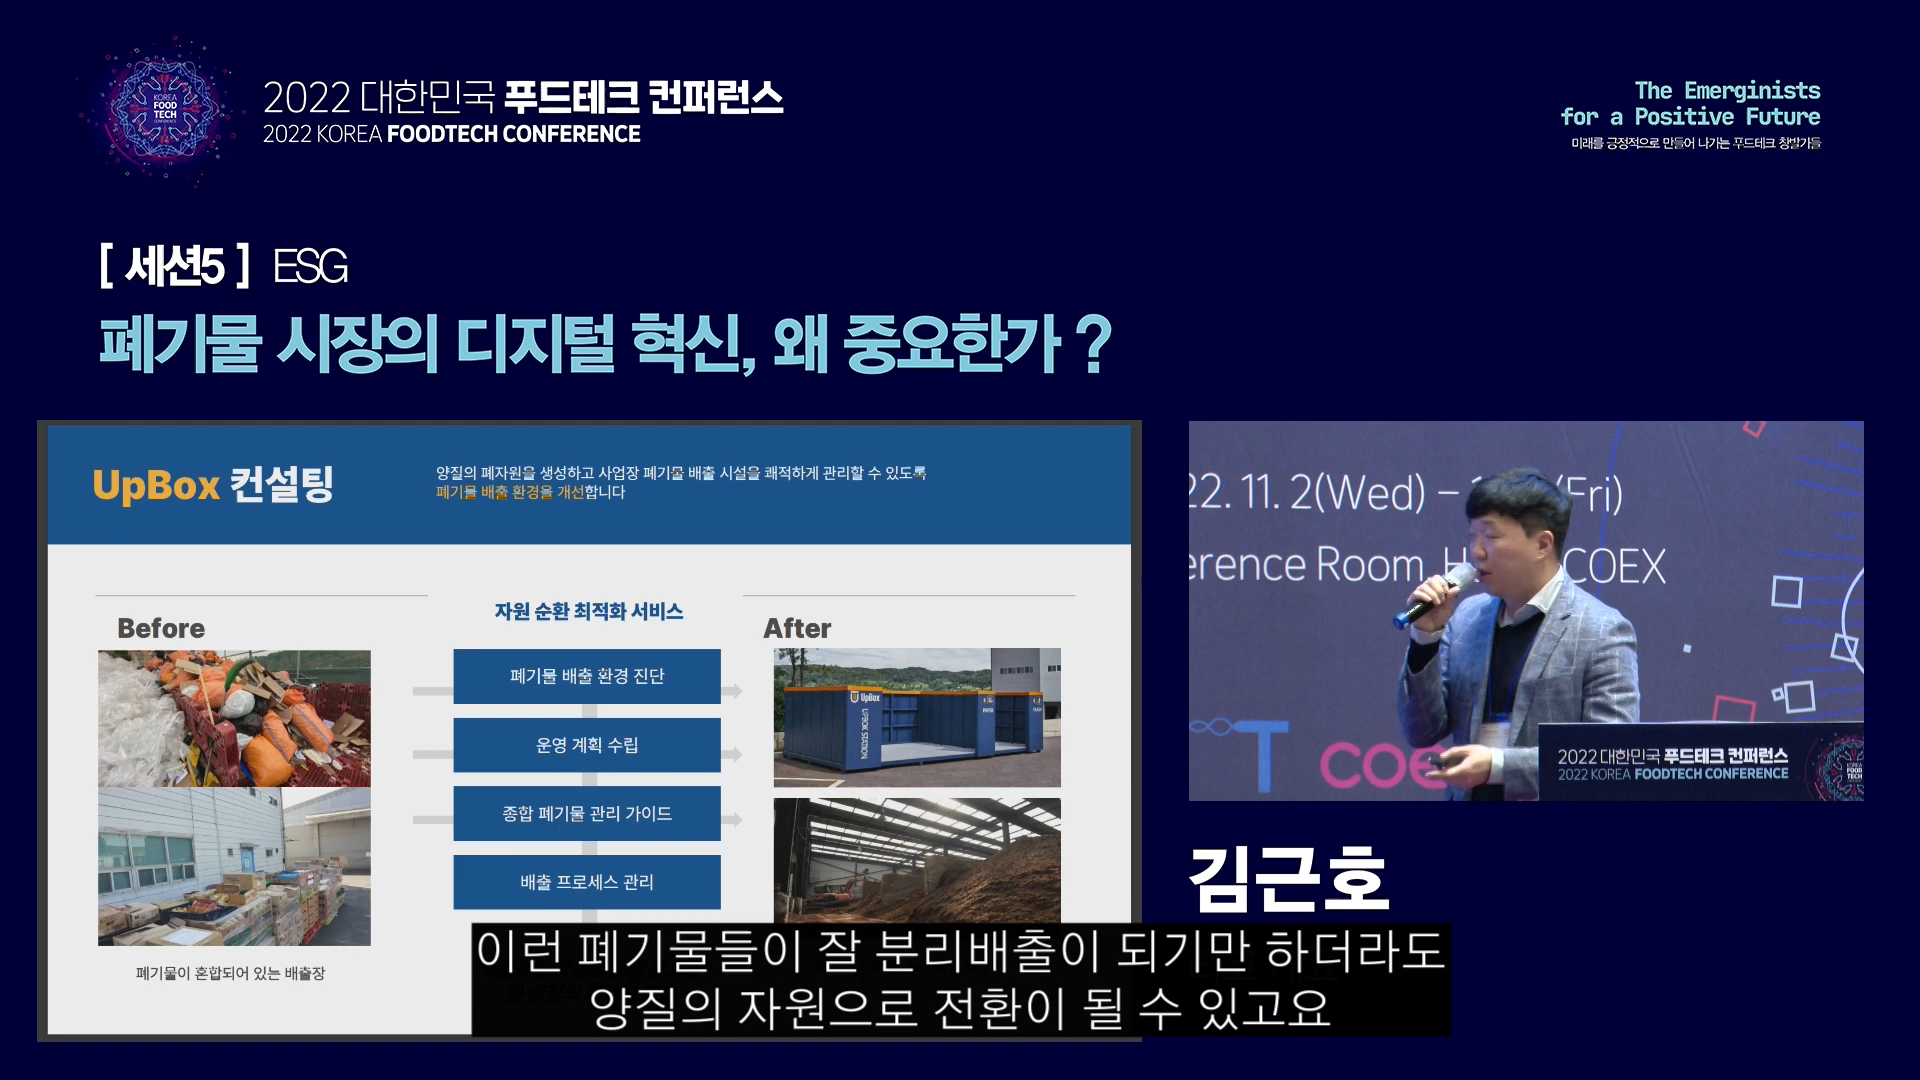 KOREA
FOOD
TECH
CONFERENCE
2022 대한민국 푸드테크 컨퍼런스
2022 KOREA FOODTECH CONFERENCE
The Emerginists
for a Positive Future
미래를 긍정적으로 만들어 나가는 푸드테크 창발가들
[ 세션5 ] ESG
폐기물 시장의 디지털 혁신, 왜 중요한가 ?
UpBox 컨설팅
양질의 폐자원을 생성하고 사업장 폐기물 배출 시설을 쾌적하게 관리할 수 있도록
폐기물 배출 환경을 개선합니다
Before
자원 순환 최적화 서비스
After
폐기물 배출 환경 진단
운영 계획 수립
종합 폐기물 관리 가이드
배출 프로세스 관리
UpBox
UPBOX STATION
폐기물이 혼합되어 있는 배출장
22. 11. 2(Wed) –
(Fri)
erence Room, H
COEX
T
coe
2022 대한민국 푸드테크 컨퍼런스
2022 KOREA FOODTECH CONFERENCE
KOREA
FOOD
TECH
김근호
이런 폐기물들이 잘 분리배출이 되기만 하더라도
양질의 자원으로 전환이 될 수 있고요